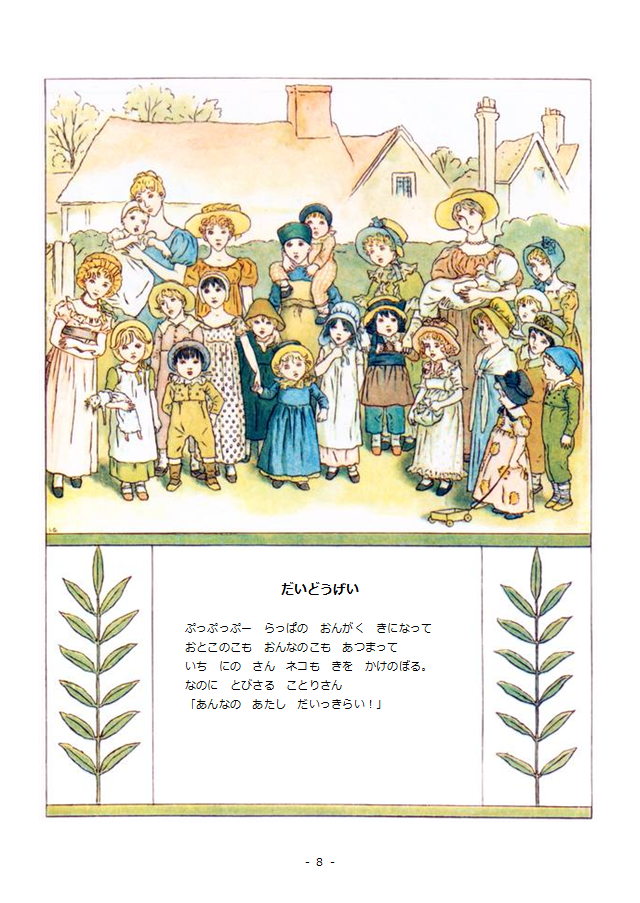 だいどうげい
ぷっぷっぷー　らっぱの　おんがく　きになって
おとこのこも　おんなのこも　あつまって
いち　にの　さん　ネコも　きを　かけのぼる。
なのに　とびさる　ことりさん
「あんなの　あたし　だいっきらい！」
- 8 -